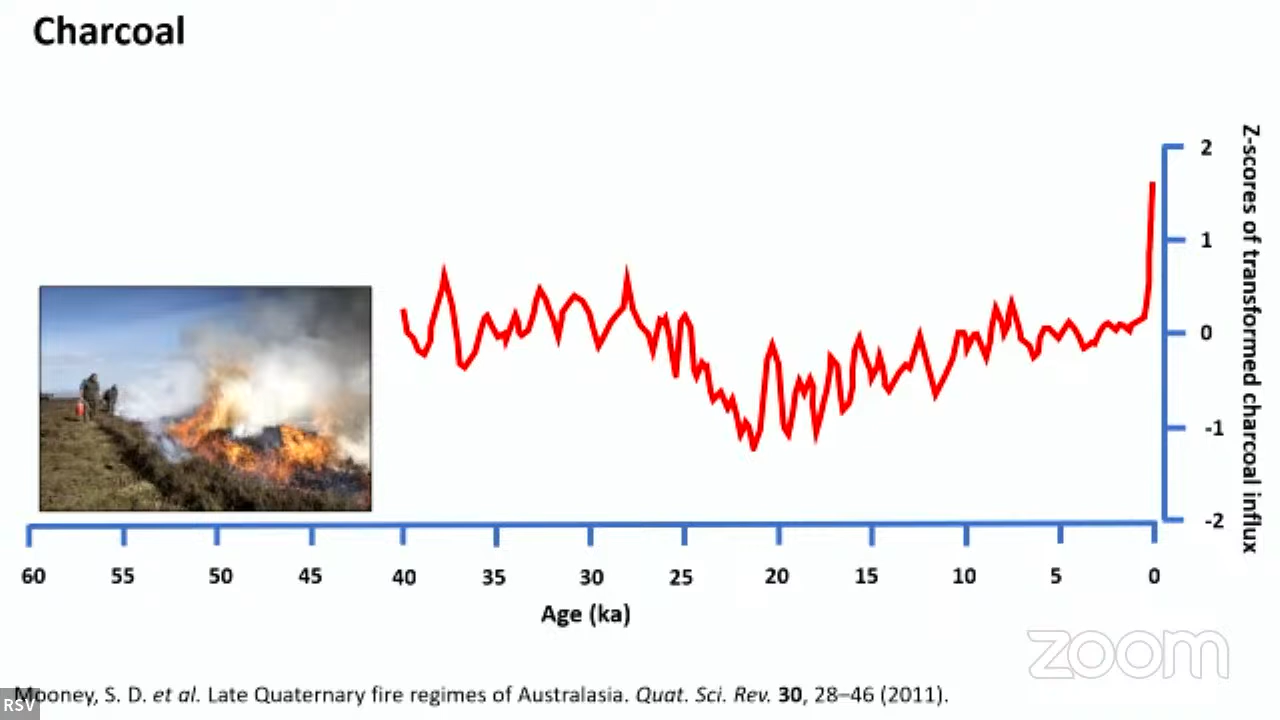 Charcoal
2
1
0
-1
-2
Z-scores of transformed charcoal influx
60 55 50 45 40 35 30 25 20 15 10 5 0
Age (ka)
zoom
Mooney, S. D. et al. Late Quaternary fire regimes of Australasia. Quat. Sci. Rev. 30, 28–46 (2011).
RSV